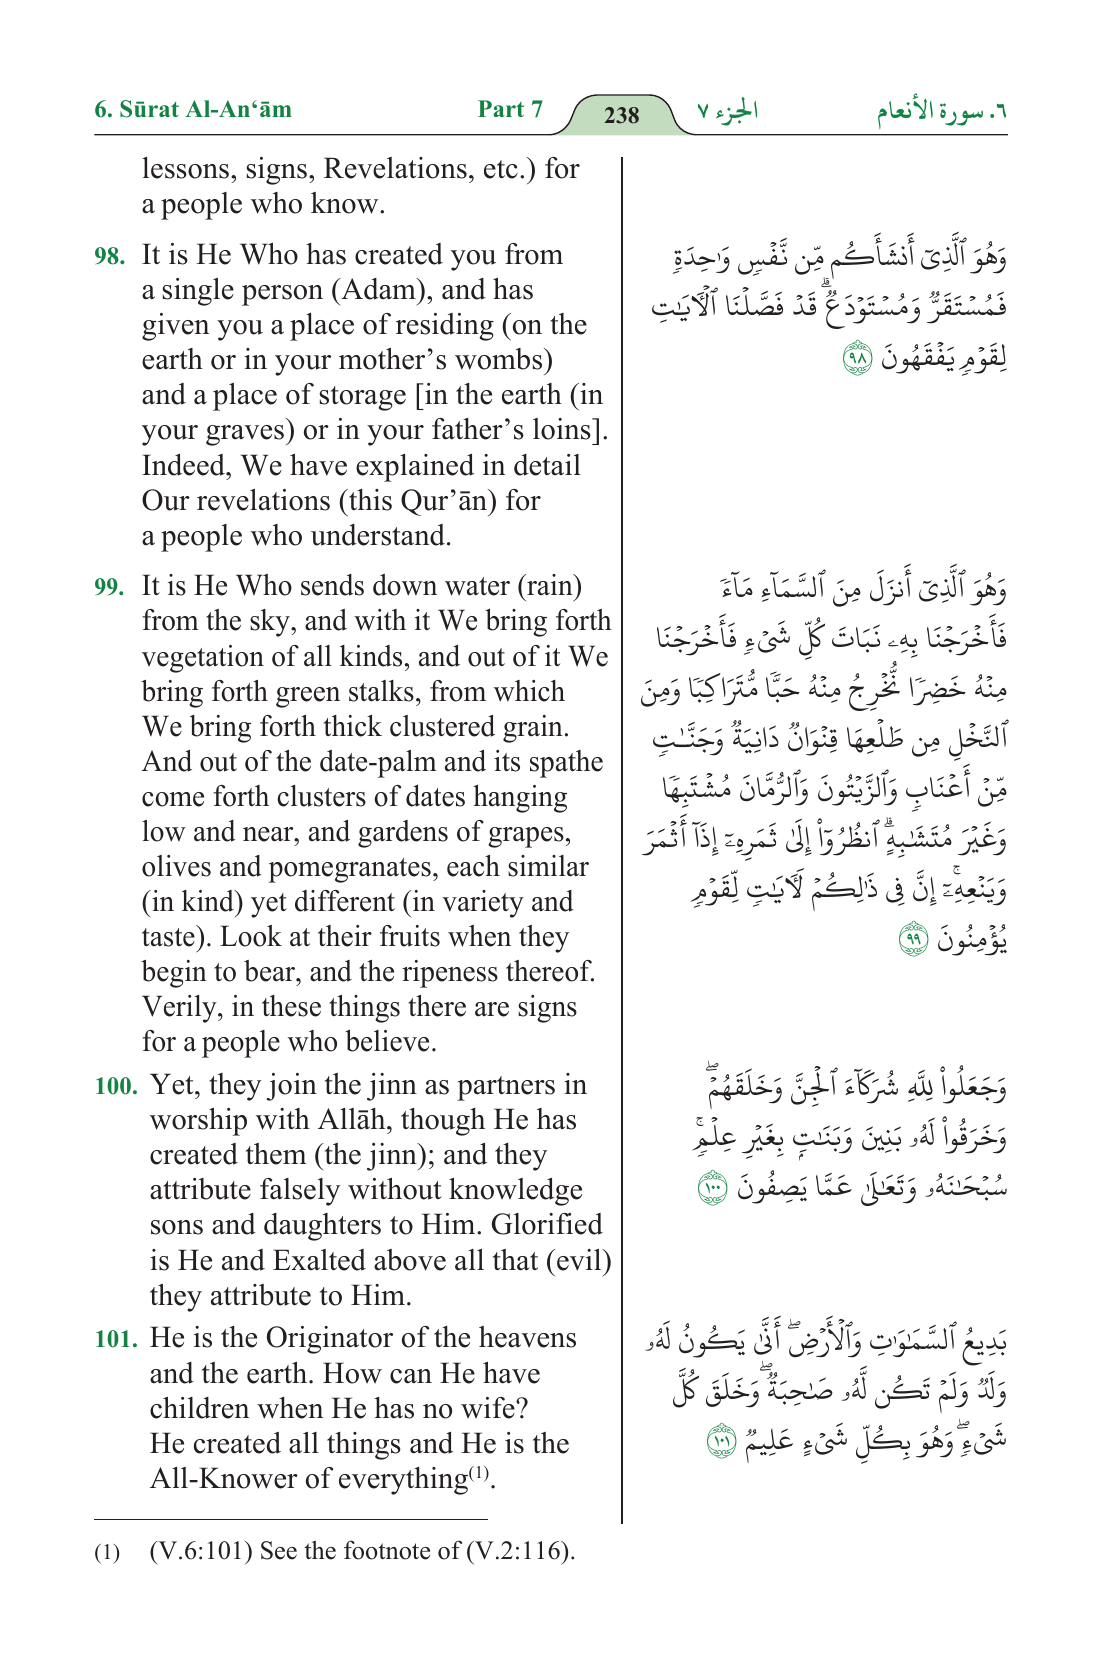 6. Sūrat Al-An‘ām Part 7 238 الجزء ٧ ٦. سورة الأنعام
lessons, signs, Revelations, etc.) for
a people who know.
98. It is He Who has created you from
a single person (Adam), and has
given you a place of residing (on the
earth or in your mother’s wombs)
and a place of storage [in the earth (in
your graves) or in your father’s loins].
Indeed, We have explained in detail
Our revelations (this Qur’ān) for
a people who understand.
99. It is He Who sends down water (rain)
from the sky, and with it We bring forth
vegetation of all kinds, and out of it We
bring forth green stalks, from which
We bring forth thick clustered grain.
And out of the date-palm and its spathe
come forth clusters of dates hanging
low and near, and gardens of grapes,
olives and pomegranates, each similar
(in kind) yet different (in variety and
taste). Look at their fruits when they
begin to bear, and the ripeness thereof.
Verily, in these things there are signs
for a people who believe.
100. Yet, they join the jinn as partners in
worship with Allāh, though He has
created them (the jinn); and they
attribute falsely without knowledge
sons and daughters to Him. Glorified
is He and Exalted above all that (evil)
they attribute to Him.
101. He is the Originator of the heavens
and the earth. How can He have
children when He has no wife?
He created all things and He is the
All-Knower of everything(1).
وَهُوَ ٱلَّذِىٓ أَنشَأَكُم مِّن نَّفْسٍ وَٰحِدَةٍ
فَمُسْتَقَرٌّ وَمُسْتَوْدَعٌ ۗ قَدْ فَصَّلْنَا ٱلْـَٔايَـٰتِ
لِقَوْمٍ يَفْقَهُونَ ٩٨
وَهُوَ ٱلَّذِىٓ أَنزَلَ مِنَ ٱلسَّمَآءِ مَآءً
فَأَخْرَجْنَا بِهِۦ نَبَاتَ كُلِّ شَىْءٍ فَأَخْرَجْنَا
مِنْهُ خَضِرًا نُّخْرِجُ مِنْهُ حَبًّا مُّتَرَاكِبًا وَمِنَ
ٱلنَّخْلِ مِن طَلْعِهَا قِنْوَانٌ دَانِيَةٌ وَجَنَّـٰتٍ
مِّنْ أَعْنَابٍ وَٱلزَّيْتُونَ وَٱلرُّمَّانَ مُشْتَبِهًا
وَغَيْرَ مُتَشَـٰبِهٍ ۗ ٱنظُرُوٓا۟ إِلَىٰ ثَمَرِهِۦٓ إِذَآ أَثْمَرَ
وَيَنْعِهِۦٓ ۚ إِنَّ فِى ذَٰلِكُمْ لَـَٔايَـٰتٍ لِّقَوْمٍ
يُؤْمِنُونَ ٩٩
وَجَعَلُوا۟ لِلَّهِ شُرَكَآءَ ٱلْجِنَّ وَخَلَقَهُمْ ۖ
وَخَرَقُوا۟ لَهُۥ بَنِينَ وَبَنَـٰتٍۭ بِغَيْرِ عِلْمٍ ۚ
سُبْحَـٰنَهُۥ وَتَعَـٰلَىٰ عَمَّا يَصِفُونَ ١٠٠
بَدِيعُ ٱلسَّمَـٰوَٰتِ وَٱلْأَرْضِ ۖ أَنَّىٰ يَكُونُ لَهُۥ
وَلَدٌ وَلَمْ تَكُن لَّهُۥ صَـٰحِبَةٌ ۖ وَخَلَقَ كُلَّ
شَىْءٍ ۖ وَهُوَ بِكُلِّ شَىْءٍ عَلِيمٌ ١٠١
(1) (V.6:101) See the footnote of (V.2:116).